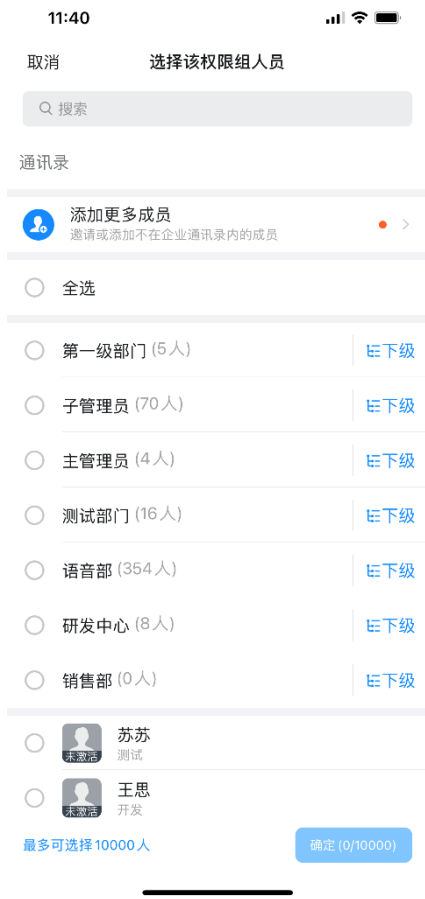 11:40
取消 选择该权限组人员
搜索
通讯录
添加更多成员
邀请或添加不在企业通讯录内的成员
全选
第一级部门 (5人) 下级
子管理员 (70人) 下级
主管理员 (4人) 下级
测试部门 (16人) 下级
语音部 (354人) 下级
研发中心 (8人) 下级
销售部 (0人) 下级
苏苏
未激活 测试
王思
未激活 开发
最多可选择10000人 确定 (0/10000)